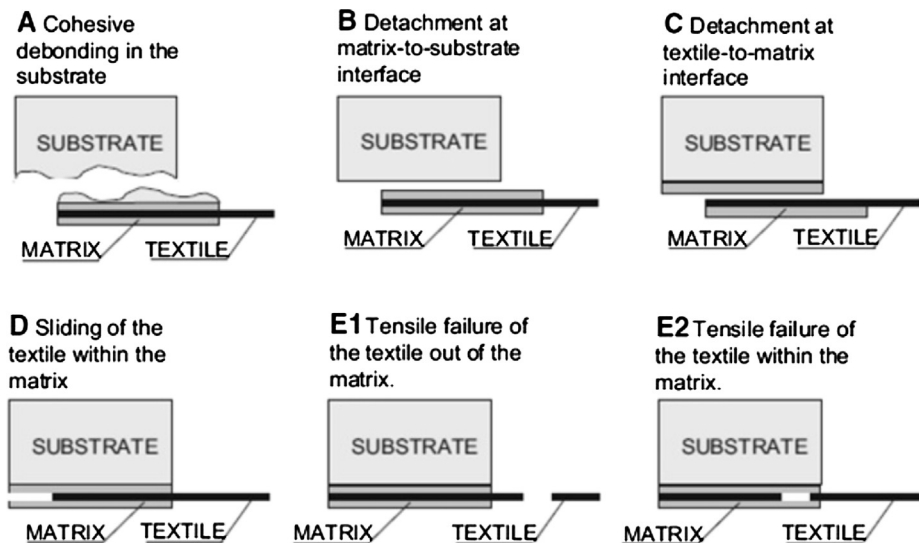 A Cohesive
debonding in the
substrate
SUBSTRATE
MATRIX TEXTILE
B Detachment at
matrix-to-substrate
interface
SUBSTRATE
MATRIX TEXTILE
C Detachment at
textile-to-matrix
interface
SUBSTRATE
MATRIX TEXTILE
D Sliding of the
textile within the
matrix
SUBSTRATE
MATRIX TEXTILE
E1 Tensile failure of
the textile out of the
matrix.
SUBSTRATE
MATRIX TEXTILE
E2 Tensile failure of
the textile within the
matrix.
SUBSTRATE
MATRIX TEXTILE